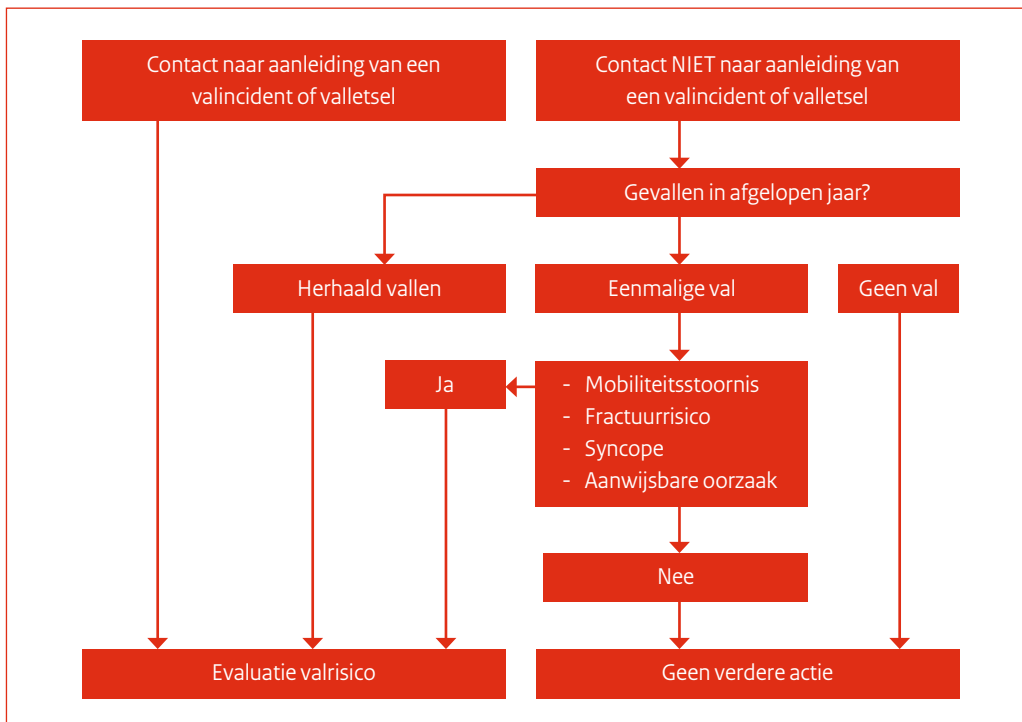 Contact naar aanleiding van een
valincident of valletsel
Contact NIET naar aanleiding van
een valincident of valletsel
Gevallen in afgelopen jaar?
Herhaald vallen
Eenmalige val
Geen val
Ja
- Mobiliteitsstoornis
- Fractuurrisico
- Syncope
- Aanwijsbare oorzaak
Nee
Evaluatie valrisico
Geen verdere actie